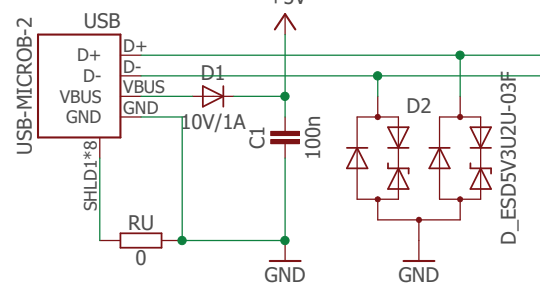 +5V
USB
USB-MICROB-2
D+
D-
VBUS
GND
D+
D-
VBUS
GND
D1
10V/1A
C1
100n
D2
D_ESD5V3U2U-03F
SHLD1*8
RU
0
GND
GND